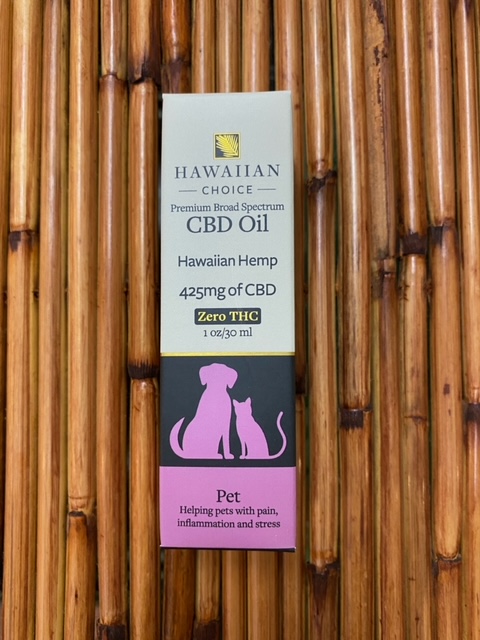 HAWAIIAN
CHOICE
Premium Broad Spectrum
CBD Oil
Hawaiian Hemp
425mg of CBD
Zero THC
1 oz/30 ml
Pet
Helping pets with pain,
inflammation and stress